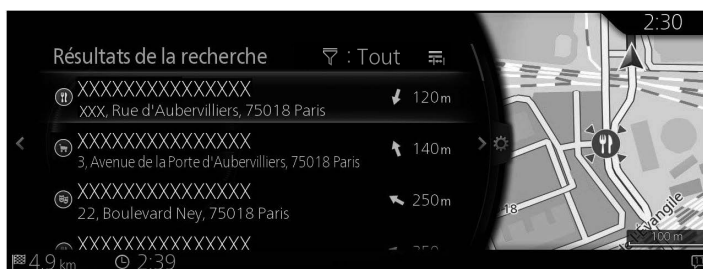 2:30
Résultats de la recherche : Tout
XXXXXXXXXXXXXXX
XXX, Rue d'Aubervilliers, 75018 Paris
120m
XXXXXXXXXXXXXXX
3, Avenue de la Porte d'Aubervilliers, 75018 Paris
140m
XXXXXXXXXXXXXXX
22, Boulevard Ney, 75018 Paris
250m
XXXXXXXXXXXXXXX
18
l'Évangile
100 m
4.9 km
2:39